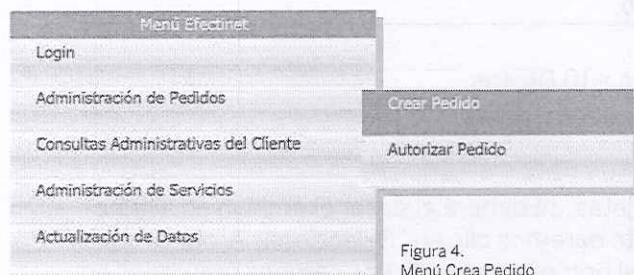 Menú Efectinet
Login
Administración de Pedidos
Crear Pedido
Consultas Administrativas del Cliente
Autorizar Pedido
Administración de Servicios
Actualización de Datos
Figura 4.
Menú Crea Pedido